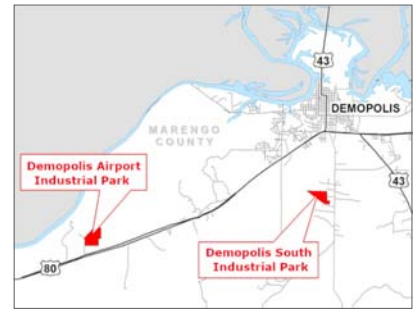 43
DEMOPOLIS
MARENGO
COUNTY
Demopolis Airport
Industrial Park
43
Demopolis South
Industrial Park
80